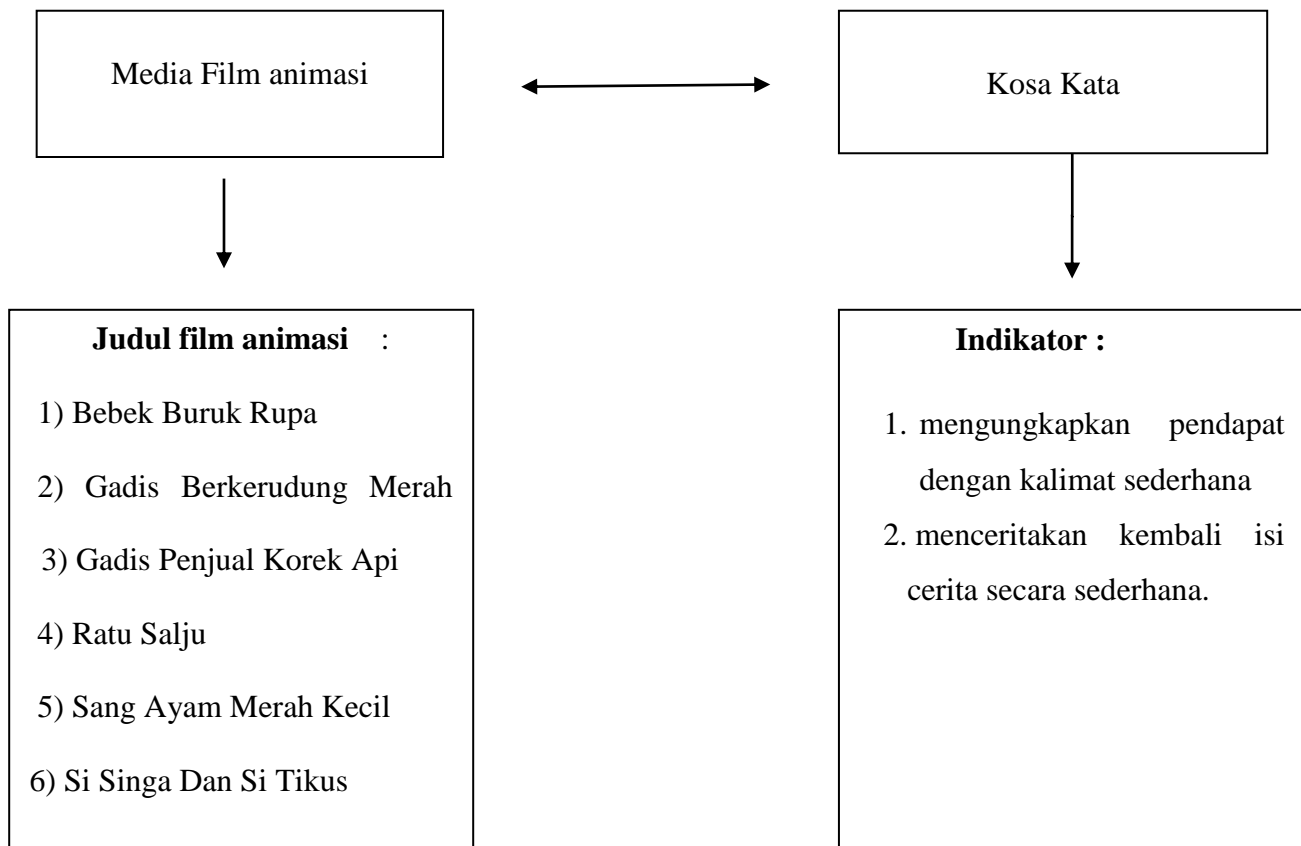 Media Film animasi
Kosa Kata
Judul film animasi :
1) Bebek Buruk Rupa
2) Gadis Berkerudung Merah
3) Gadis Penjual Korek Api
4) Ratu Salju
5) Sang Ayam Merah Kecil
6) Si Singa Dan Si Tikus
Indikator :
1. mengungkapkan pendapat
dengan kalimat sederhana
2. menceritakan kembali isi
cerita secara sederhana.